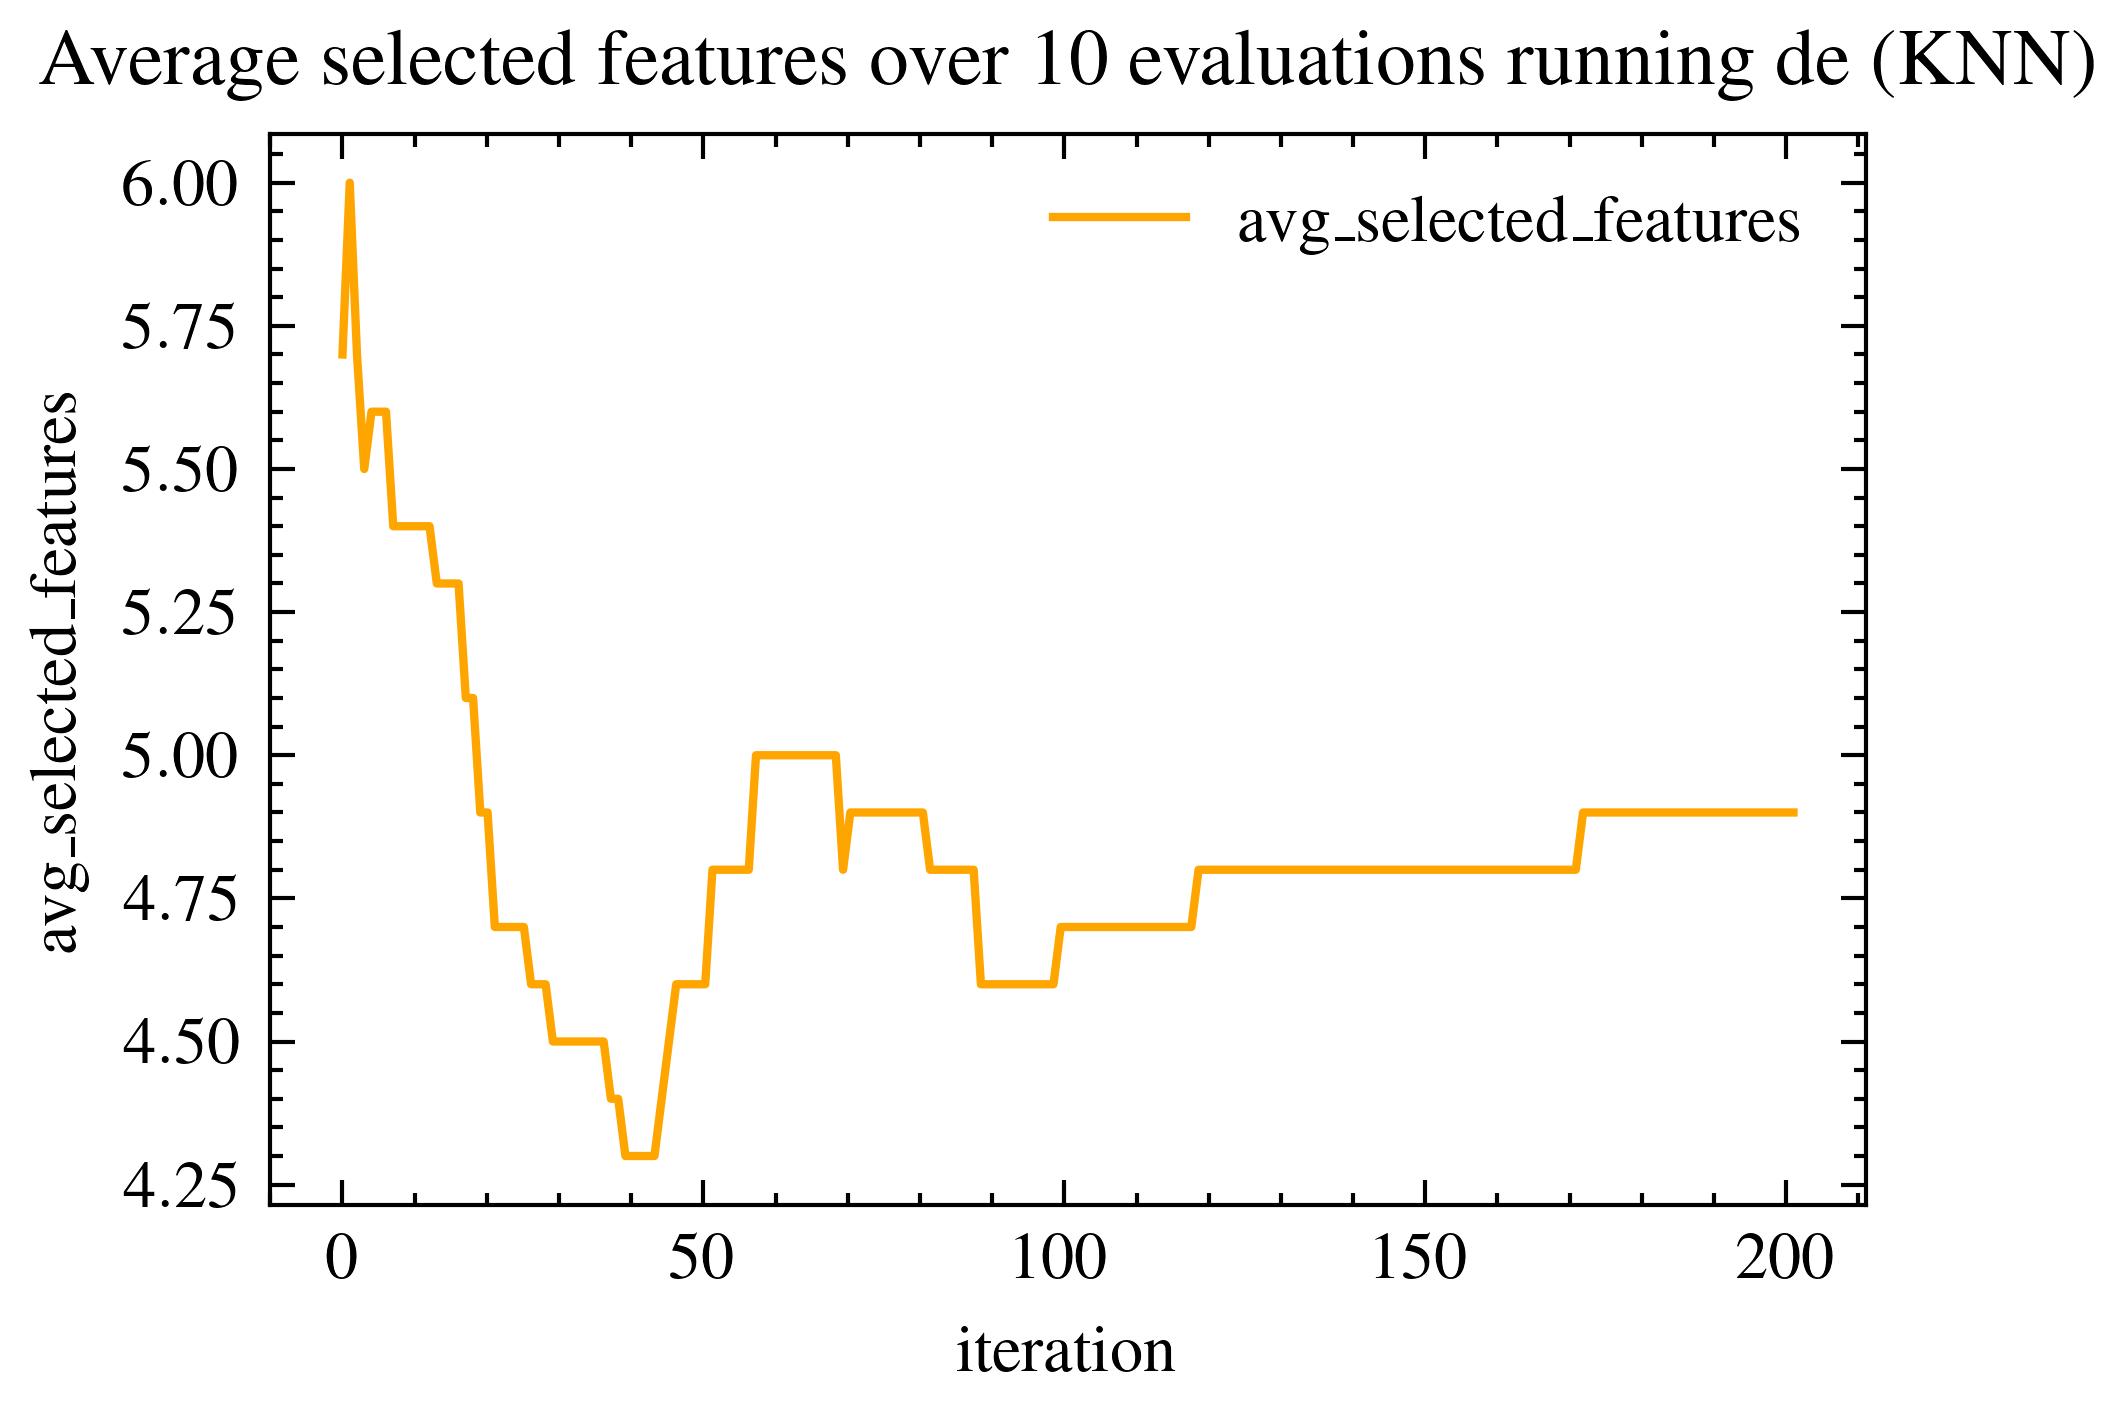 Average selected features over 10 evaluations running de (KNN)
avg_selected_features
6.00
5.75
5.50
5.25
5.00
4.75
4.50
4.25
avg_selected_features
0 50 100 150 200
iteration